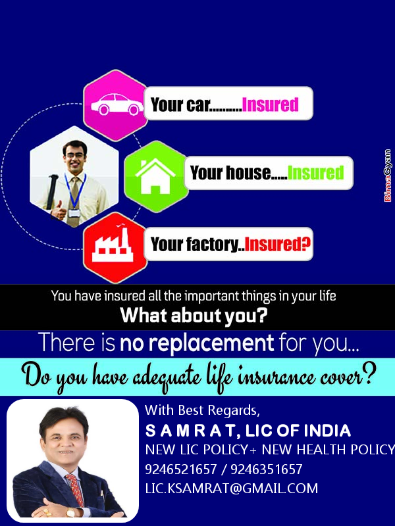 Your car..........Insured
Your house.....Insured
Your factory..Insured?
BimaGyan
You have insured all the important things in your life
What about you?
There is no replacement for you...
Do you have adequate life insurance cover?
With Best Regards,
S A M R A T, LIC OF INDIA
NEW LIC POLICY+ NEW HEALTH POLICY
9246521657 / 9246351657
LIC.KSAMRAT@GMAIL.COM